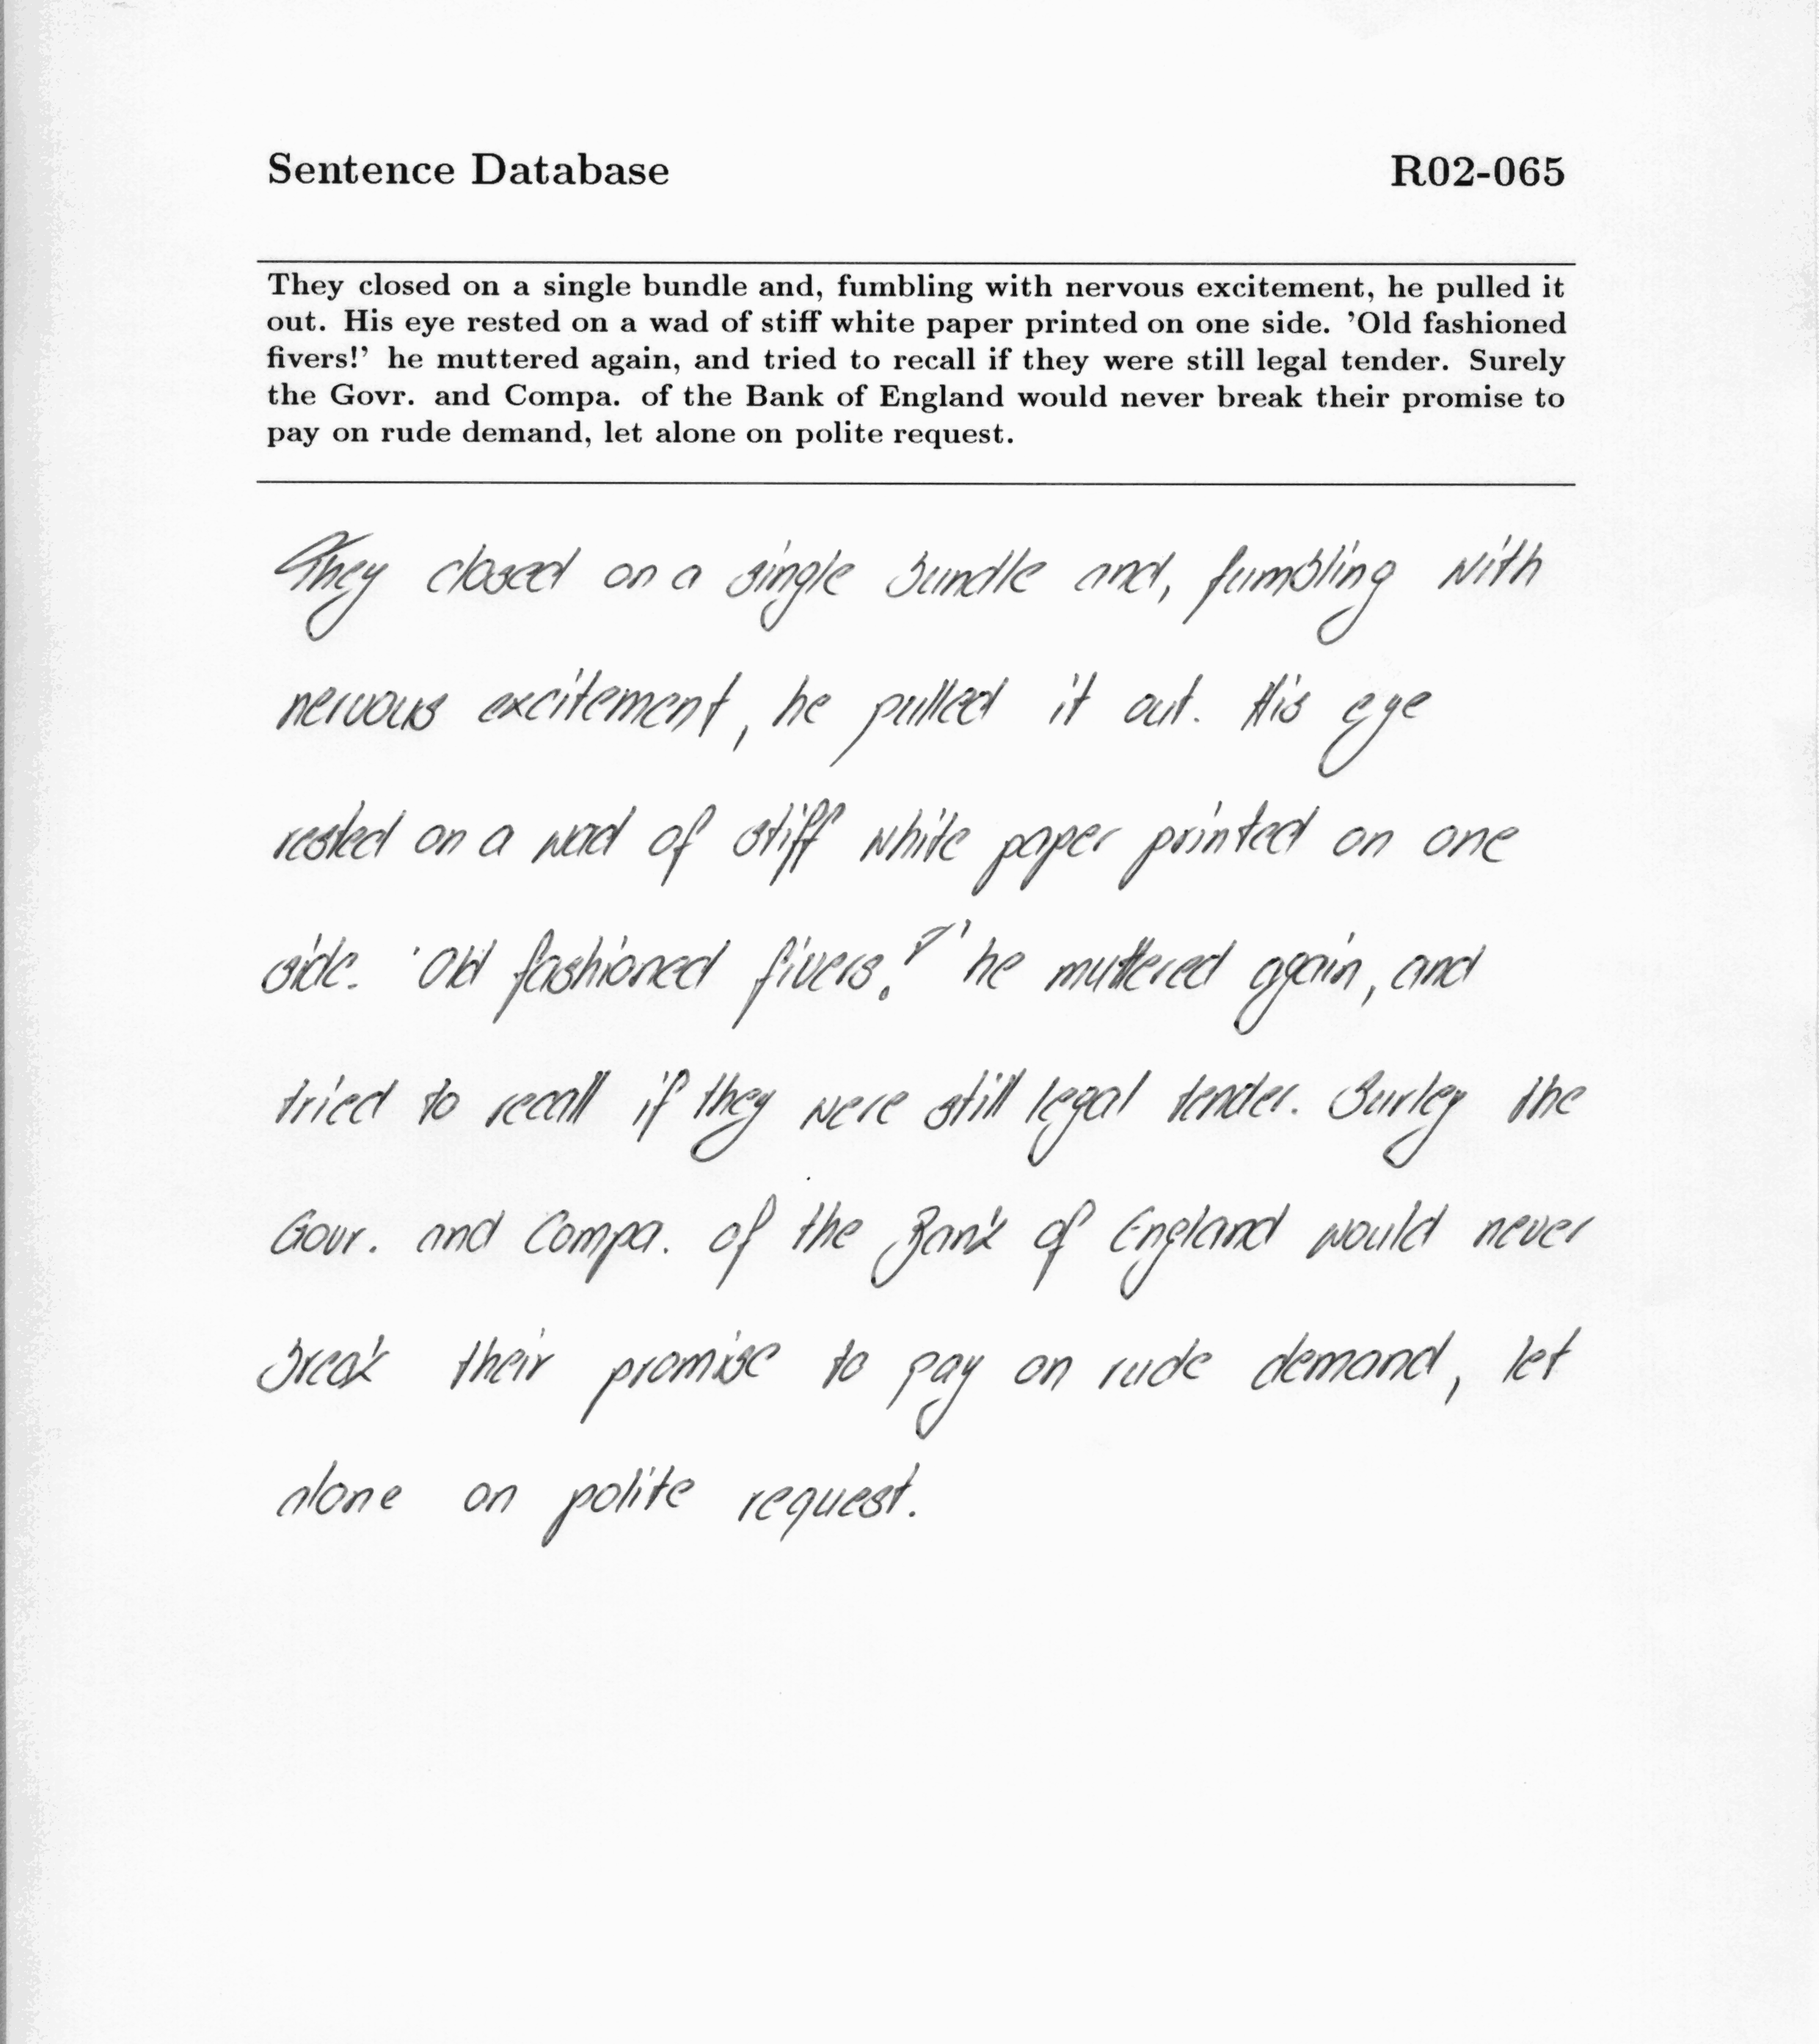 Sentence Database R02-065
They closed on a single bundle and, fumbling with nervous excitement, he pulled it
out. His eye rested on a wad of stiff white paper printed on one side. 'Old fashioned
fivers!' he muttered again, and tried to recall if they were still legal tender. Surely
the Govr. and Compa. of the Bank of England would never break their promise to
pay on rude demand, let alone on polite request.
They closed on a single bundle and, fumbling with
nervous excitement, he pulled it out. His eye
rested on a wad of stiff white paper printed on one
side. 'Old fashioned fivers!' he muttered again, and
tried to recall if they were still legal tender. Surley the
Govr. and Compa. of the Bank of England would never
break their promise to pay on rude demand, let
alone on polite request.